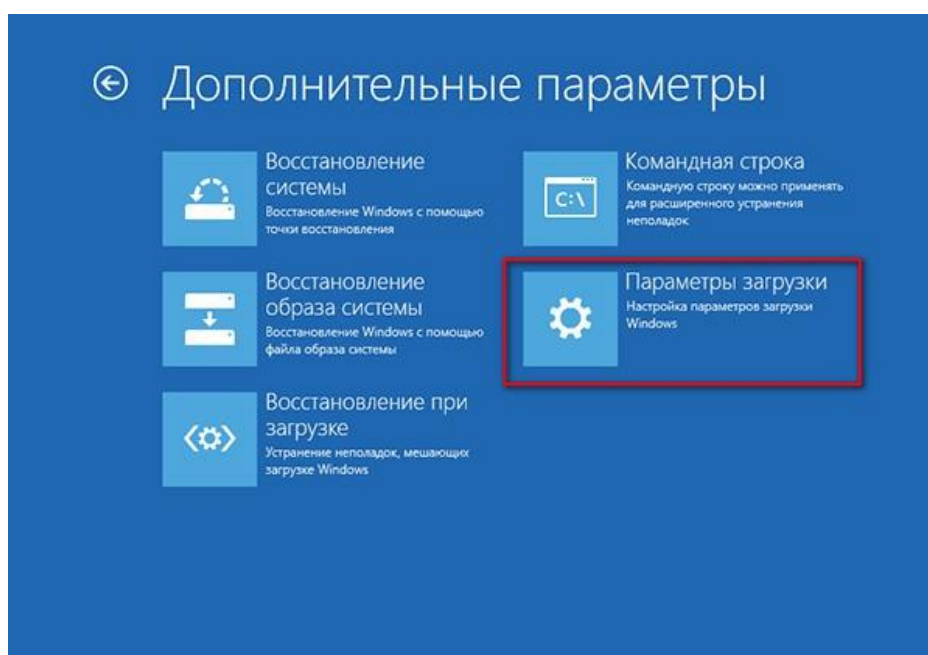 Дополнительные параметры
Восстановление
системы
Восстановление Windows с помощью
точки восстановления
Восстановление
образа системы
Восстановление Windows с помощью
файла образа системы
Восстановление при
загрузке
Устранение неполадок, мешающих
загрузке Windows
Командная строка
Командную строку можно применять
для расширенного устранения
неполадок
C:\
Параметры загрузки
Настройка параметров загрузки
Windows